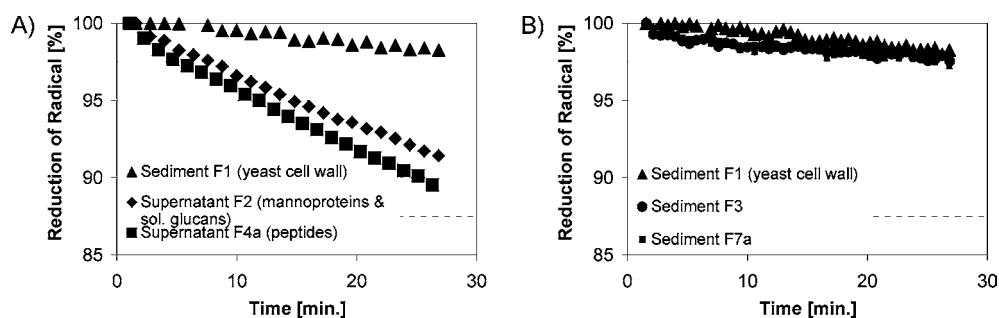 A)
Reduction of Radical [%]
100
95
90
85
Sediment F1 (yeast cell wall)
Supernatant F2 (mannoproteins &
sol. glucans)
Supernatant F4a (peptides)
0 10 20 30
Time [min.]
B)
Reduction of Radical [%]
100
95
90
85
Sediment F1 (yeast cell wall)
Sediment F3
Sediment F7a
0 10 20 30
Time [min.]